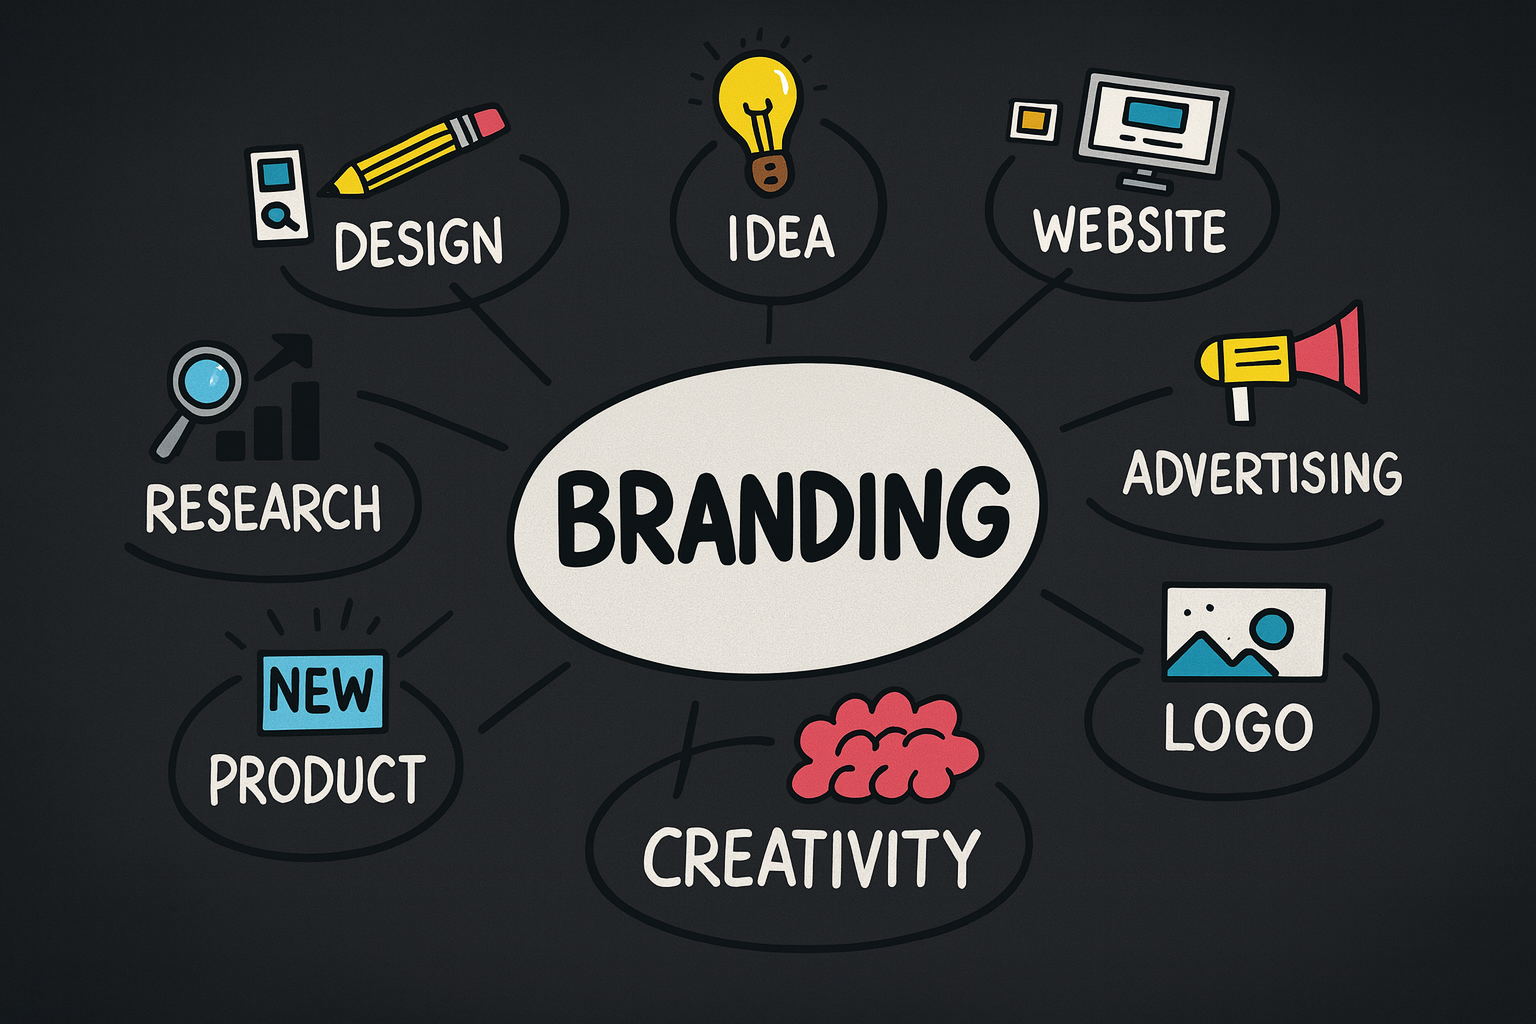 DESIGN
IDEA
WEBSITE
RESEARCH
BRANDING
ADVERTISING
NEW
PRODUCT
LOGO
CREATIVITY